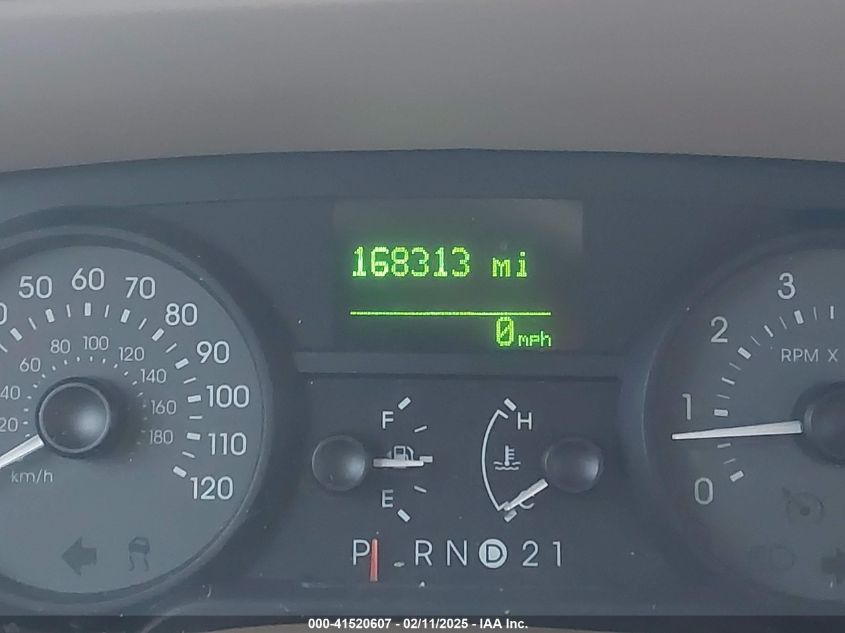 168313 mi
0 mph
50 60 70 80 90 100 110 120
20 40 60 80 100 120 140 160 180
km/h
F
E
H
C
P R N D 2 1
3
2
1
0
RPM X
000-41520607 - 02/11/2025 - IAA Inc.